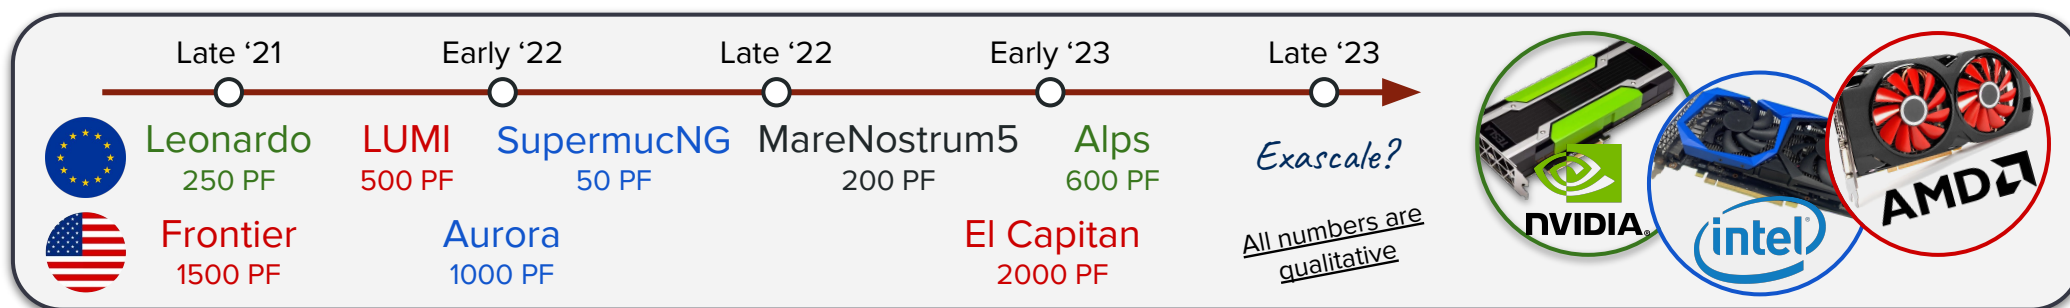 Late ‘21
Early ‘22
Late ‘22
Early ‘23
Late ‘23
Leonardo
250 PF
LUMI
500 PF
SupermucNG
50 PF
MareNostrum5
200 PF
Alps
600 PF
Exascale?
Frontier
1500 PF
Aurora
1000 PF
El Capitan
2000 PF
All numbers are
qualitative
NVIDIA.
intel
AMD